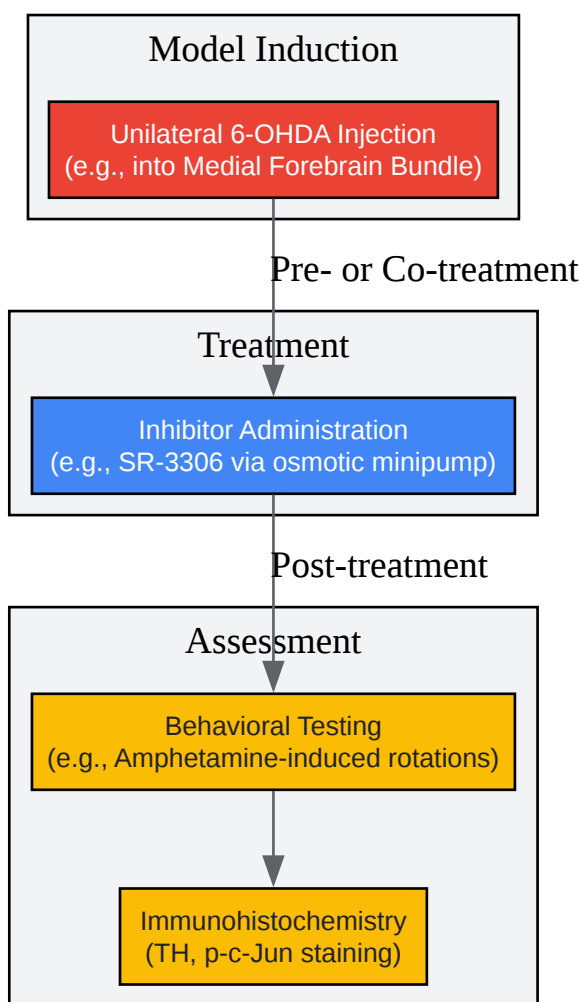 Model Induction
Unilateral 6-OHDA Injection
(e.g., into Medial Forebrain Bundle)
Pre- or Co-treatment
Treatment
Inhibitor Administration
(e.g., SR-3306 via osmotic minipump)
Post-treatment
Assessment
Behavioral Testing
(e.g., Amphetamine-induced rotations)
Immunohistochemistry
(TH, p-c-Jun staining)